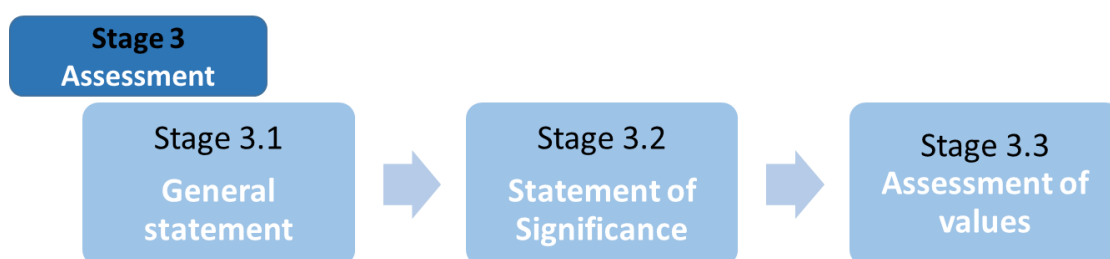 Stage 3
Assessment
Stage 3.1
General
statement
Stage 3.2
Statement of
Significance
Stage 3.3
Assessment of
values